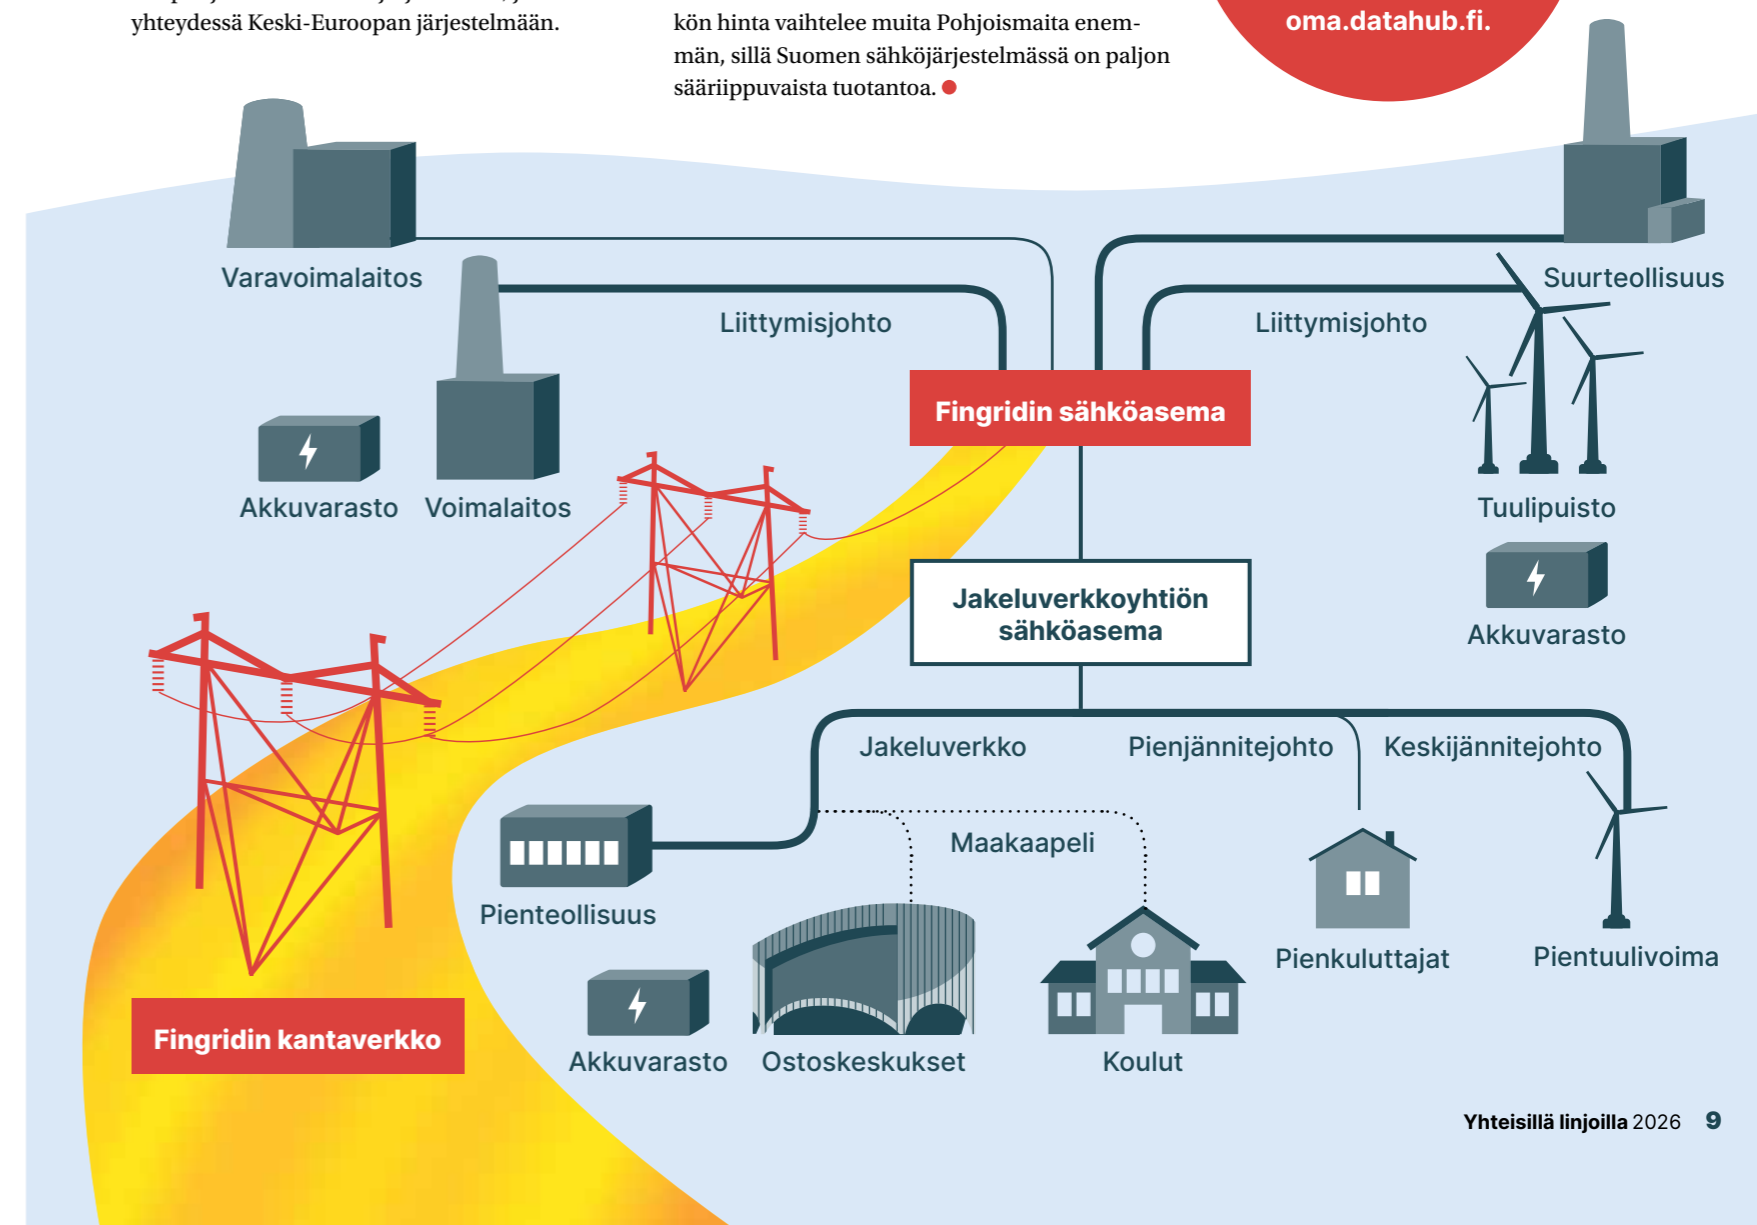 yhteydessä Keski-Euroopan järjestelmään.
kön hinta vaihtelee muita Pohjoismaita enem-
män, sillä Suomen sähköjärjestelmässä on paljon
sääriippuvaista tuotantoa.
oma.datahub.fi.
Varavoimalaitos
Suurteollisuus
Liittymisjohto
Liittymisjohto
Fingridin sähköasema
Akkuvarasto
Voimalaitos
Tuulipuisto
Jakeluverkkoyhtiön
sähköasema
Akkuvarasto
Jakeluverkko
Pienjännitejohto
Keskijännitejohto
Maakaapeli
Pienteollisuus
Pienkuluttajat
Pientuulivoima
Fingridin kantaverkko
Akkuvarasto
Ostoskeskukset
Koulut
Yhteisillä linjoilla 2026 9